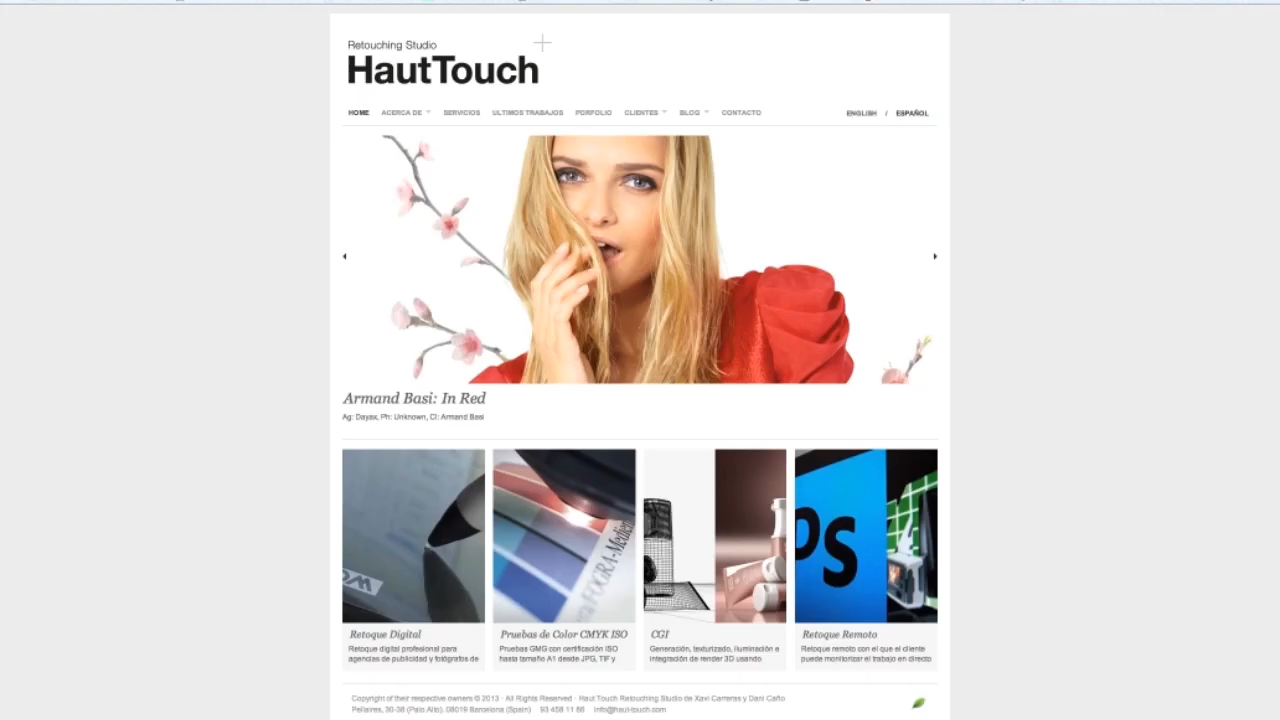 Retouching Studio
HautTouch
HOME ACERCA DE SERVICIOS ULTIMOS TRABAJOS PORFOLIO CLIENTES BLOG CONTACTO ENGLISH / ESPAÑOL
Armand Basi: In Red
Ag: Dayax, Ph: Unknown, Cl: Armand Basi
WO
FOGRA-Medien
PS
Retoque Digital
Retoque digital profesional para
agencias de publicidad y fotógrafos de
Pruebas de Color CMYK ISO
Pruebas GMG con certificación ISO
hasta tamaño A1 desde JPG, TIF y
CGI
Generación, texturizado, iluminación e
integración de render 3D usando
Retoque Remoto
Retoque remoto con el que el cliente
puede monitorizar el trabajo en directo
Copyright of their respective owners © 2013 · All Rights Reserved · Haut Touch Retouching Studio de Xavi Carreras y Dani Caño
Pellaires, 30-38 (Palo Alto). 08019 Barcelona (Spain) 93 458 11 66 info@haut-touch.com